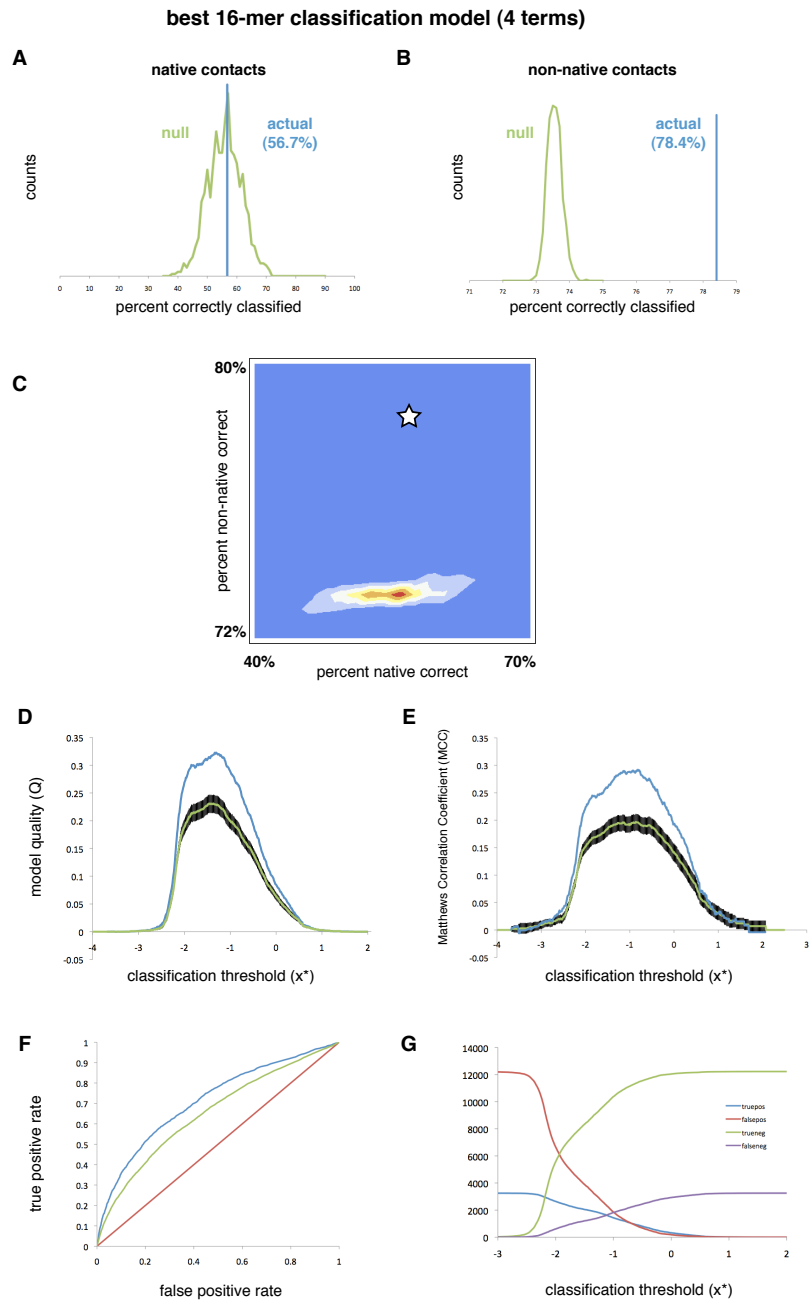 best 16-mer classification model (4 terms)
A
native contacts
null
actual
(56.7%)
counts
0 10 20 30 40 50 60 70 80 90 100
percent correctly classified
B
non-native contacts
null
actual
(78.4%)
counts
71 72 73 74 75 76 77 78 79
percent correctly classified
C
80%
percent non-native correct
72%
40% 70%
percent native correct
D
0.35
0.3
0.25
0.2
0.15
0.1
0.05
0
-0.05
model quality (Q)
-4 -3 -2 -1 0 1 2
classification threshold (x*)
E
0.35
0.3
0.25
0.2
0.15
0.1
0.05
0
0.05
Matthews Correlation Coefficient (MCC)
-4 -3 -2 -1 0 1 2 3
classification threshold (x*)
F
1
0.9
0.8
0.7
0.6
0.5
0.4
0.3
0.2
0.1
0
true positive rate
0 0.2 0.4 0.6 0.8 1
false positive rate
G
14000
12000
10000
8000
6000
4000
2000
0
truepos
falsepos
trueneg
falseneg
-3 -2 -1 0 1 2
classification threshold (x*)